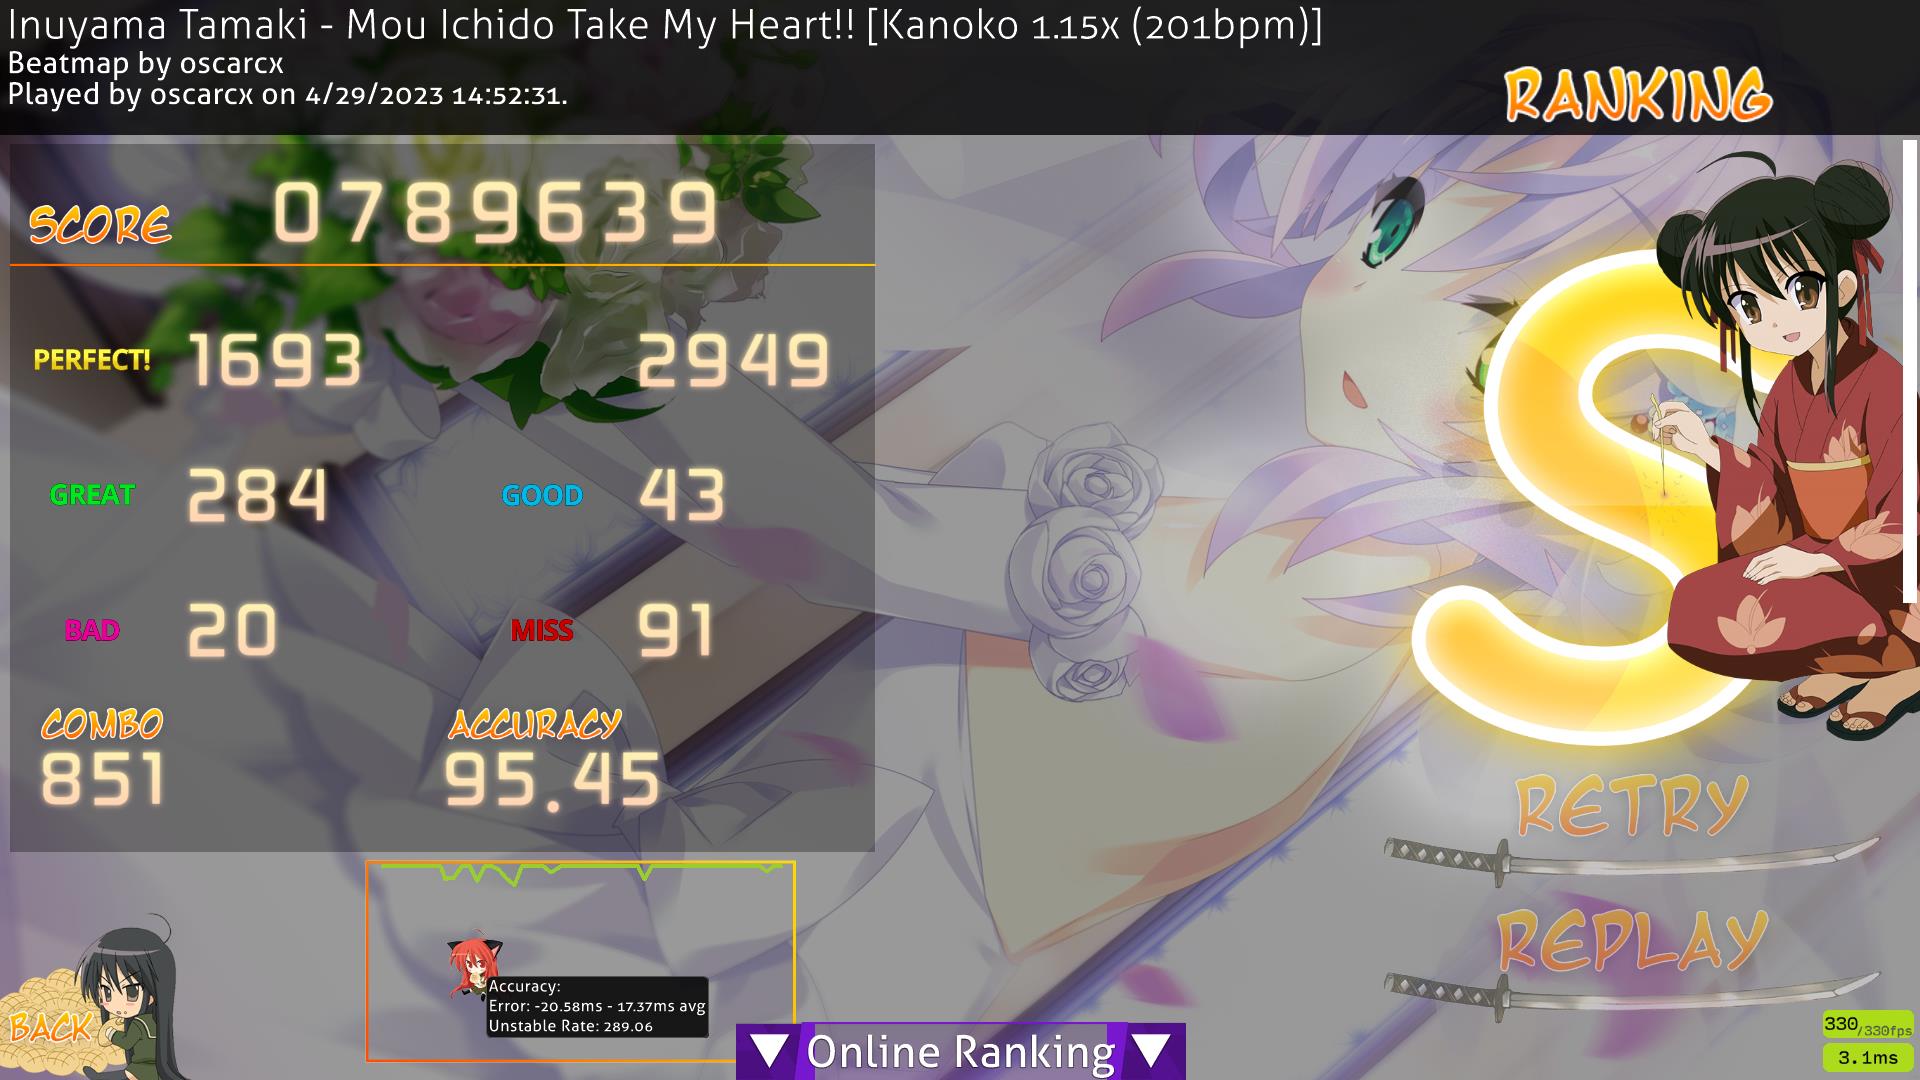 Inuyama Tamaki - Mou Ichido Take My Heart!! [Kanoko 1.15x (201bpm)]
Beatmap by oscarcx
Played by oscarcx on 4/29/2023 14:52:31.
RANKING
SCORE 0789639
PERFECT! 1693 2949
GREAT 284 GOOD 43
BAD 20 MISS 91
COMBO ACCURACY
851 95.45
S
RETRY
REPLAY
Accuracy:
Error: -20.58ms - 17.37ms avg
Unstable Rate: 289.06
BACK
Online Ranking
330/330fps
3.1ms